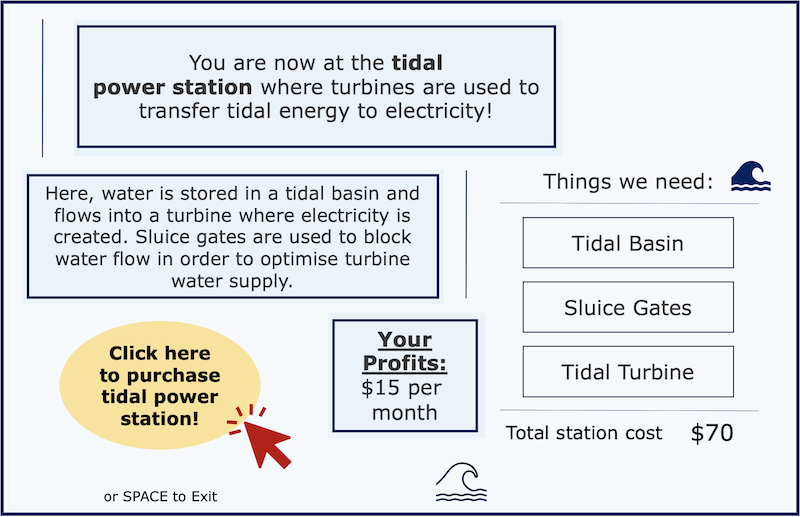 You are now at the tidal
power station where turbines are used to
transfer tidal energy to electricity!
Here, water is stored in a tidal basin and
flows into a turbine where electricity is
created. Sluice gates are used to block
water flow in order to optimise turbine
water supply.
Things we need:
Tidal Basin
Sluice Gates
Tidal Turbine
Total station cost $70
Click here
to purchase
tidal power
station!
Your
Profits:
$15 per
month
or SPACE to Exit